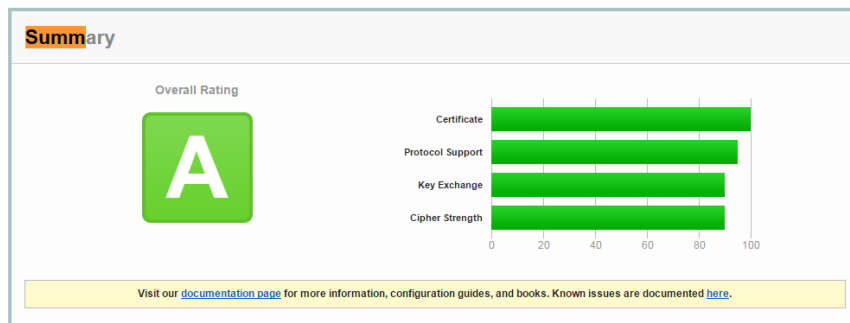 Summary
Overall Rating
A
Certificate
Protocol Support
Key Exchange
Cipher Strength
0 20 40 60 80 100
Visit our documentation page for more information, configuration guides, and books. Known issues are documented here.